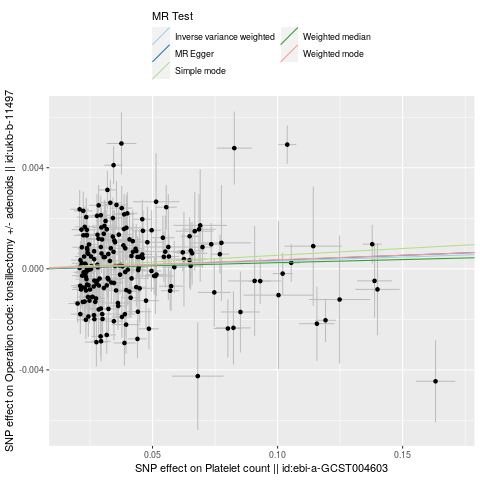 MR Test
Inverse variance weighted
Weighted median
MR Egger
Weighted mode
Simple mode
SNP effect on Operation code: tonsillectomy +/- adenoids || id:ukb-b-11497
0.004
0.000
-0.004
0.05
0.10
0.15
SNP effect on Platelet count || id:ebi-a-GCST004603